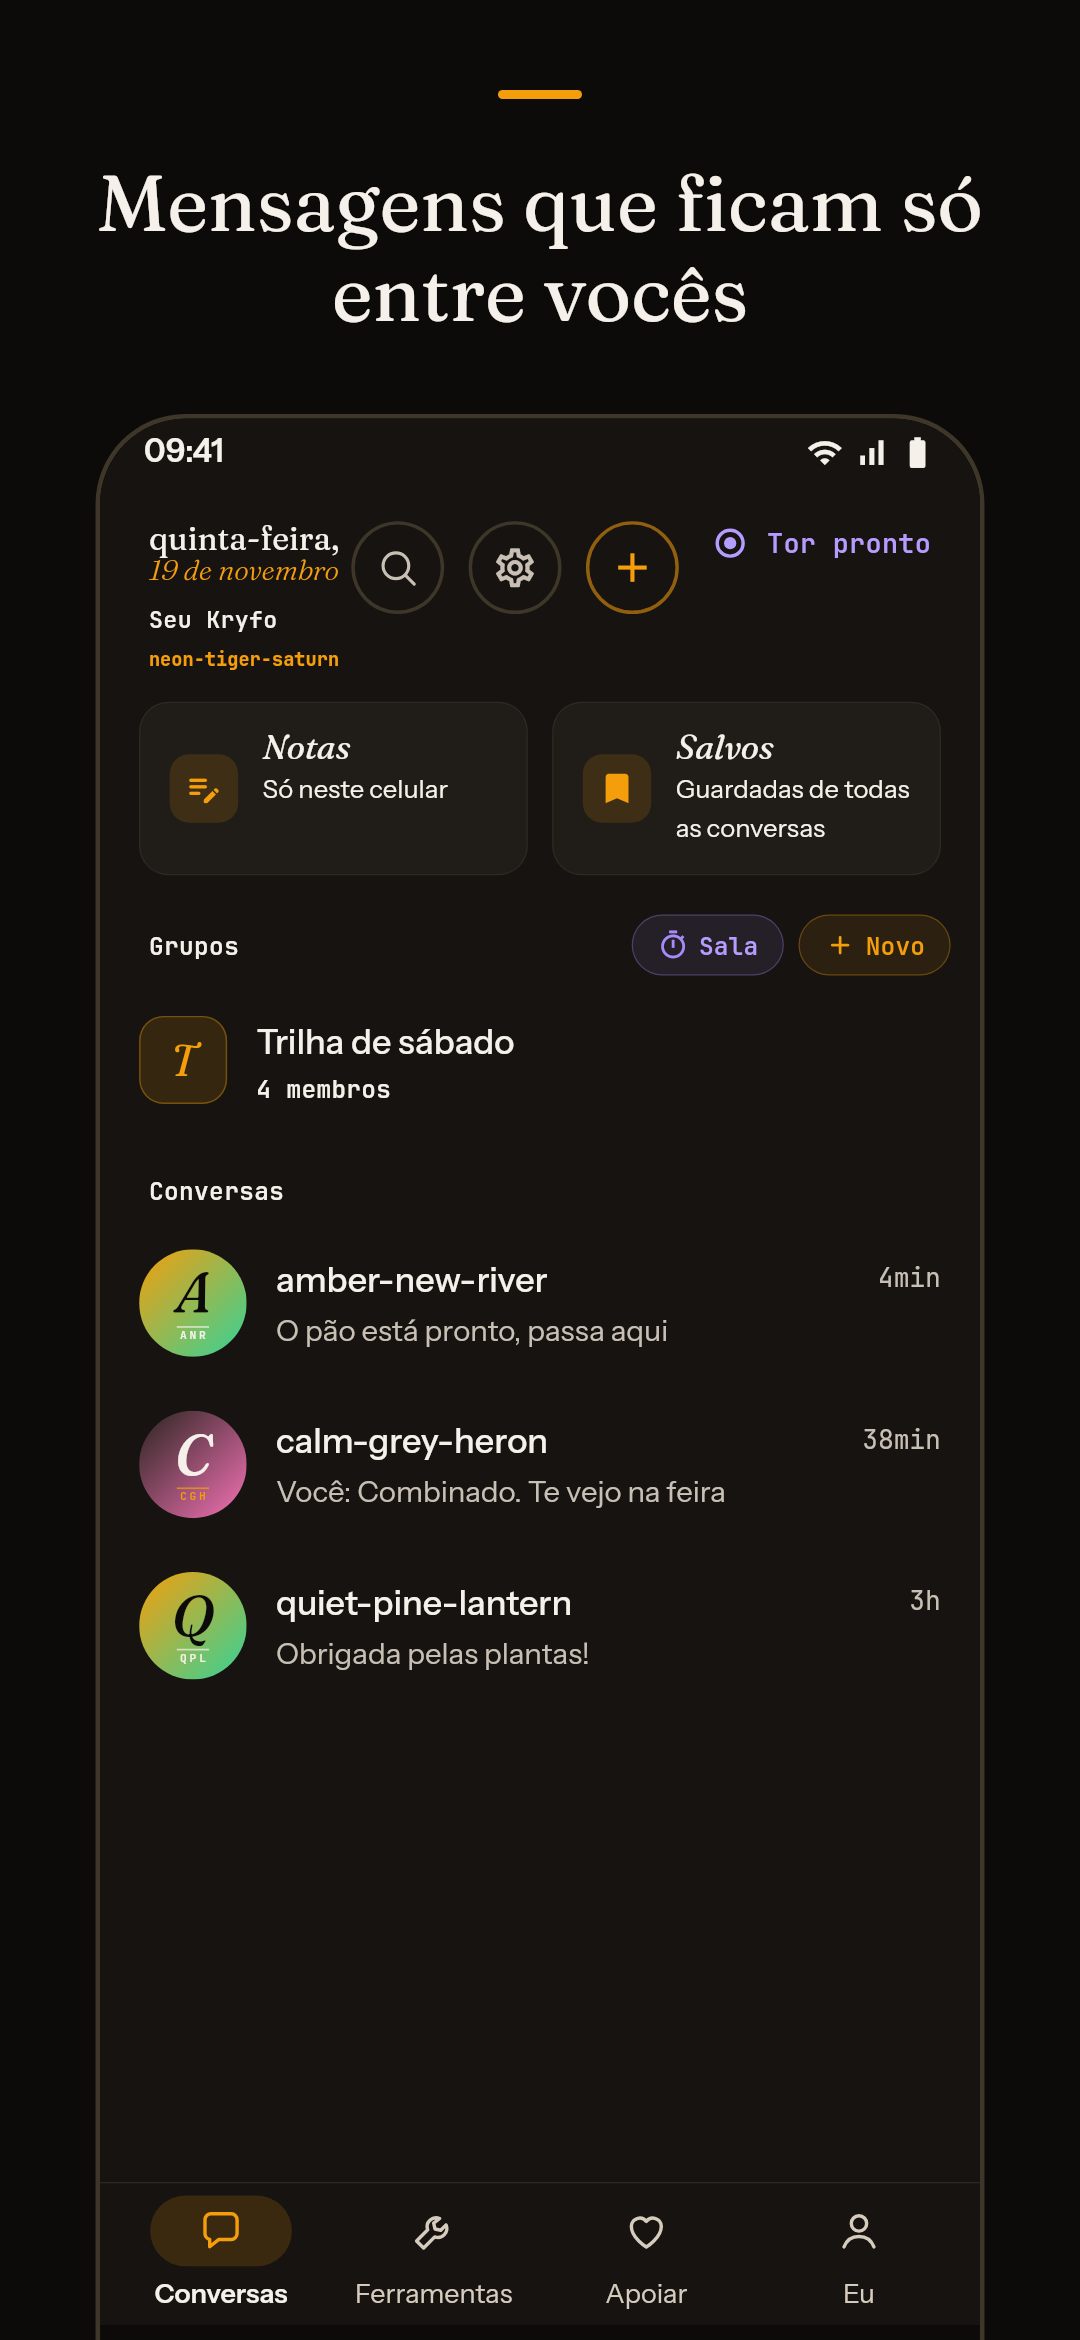 Mensagens que ficam só
entre vocês
09:41
quinta-feira,
19 de novembro
Seu Kryfo
neon-tiger-saturn
Tor pronto
Notas
Só neste celular
Salvos
Guardadas de todas
as conversas
Grupos
Sala
Novo
T
Trilha de sábado
4 membros
Conversas
A
ANR
amber-new-river
4min
O pão está pronto, passa aqui
C
CGH
calm-grey-heron
38min
Você: Combinado. Te vejo na feira
Q
QPL
quiet-pine-lantern
3h
Obrigada pelas plantas!
Conversas
Ferramentas
Apoiar
Eu